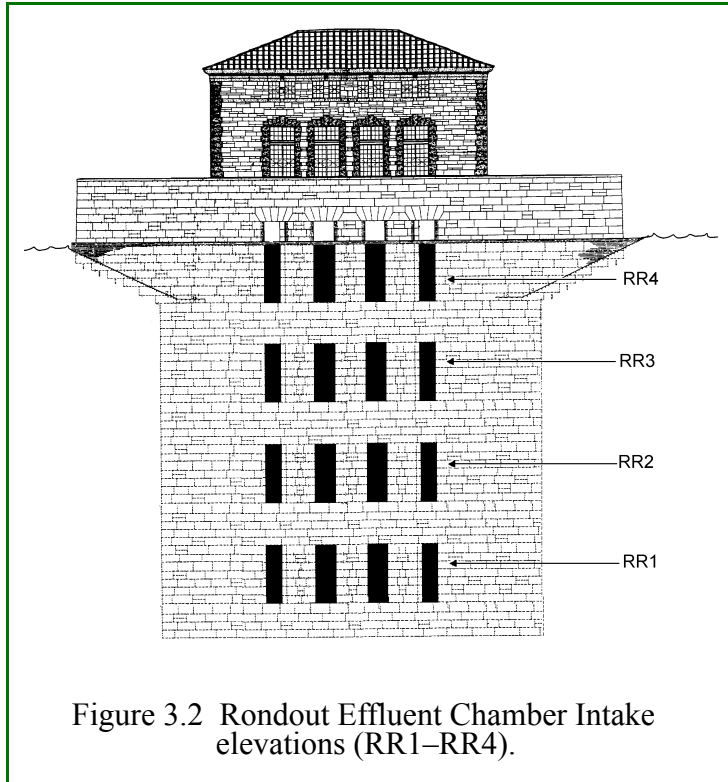 RR4
RR3
RR2
RR1
Figure 3.2 Rondout Effluent Chamber Intake
elevations (RR1–RR4).